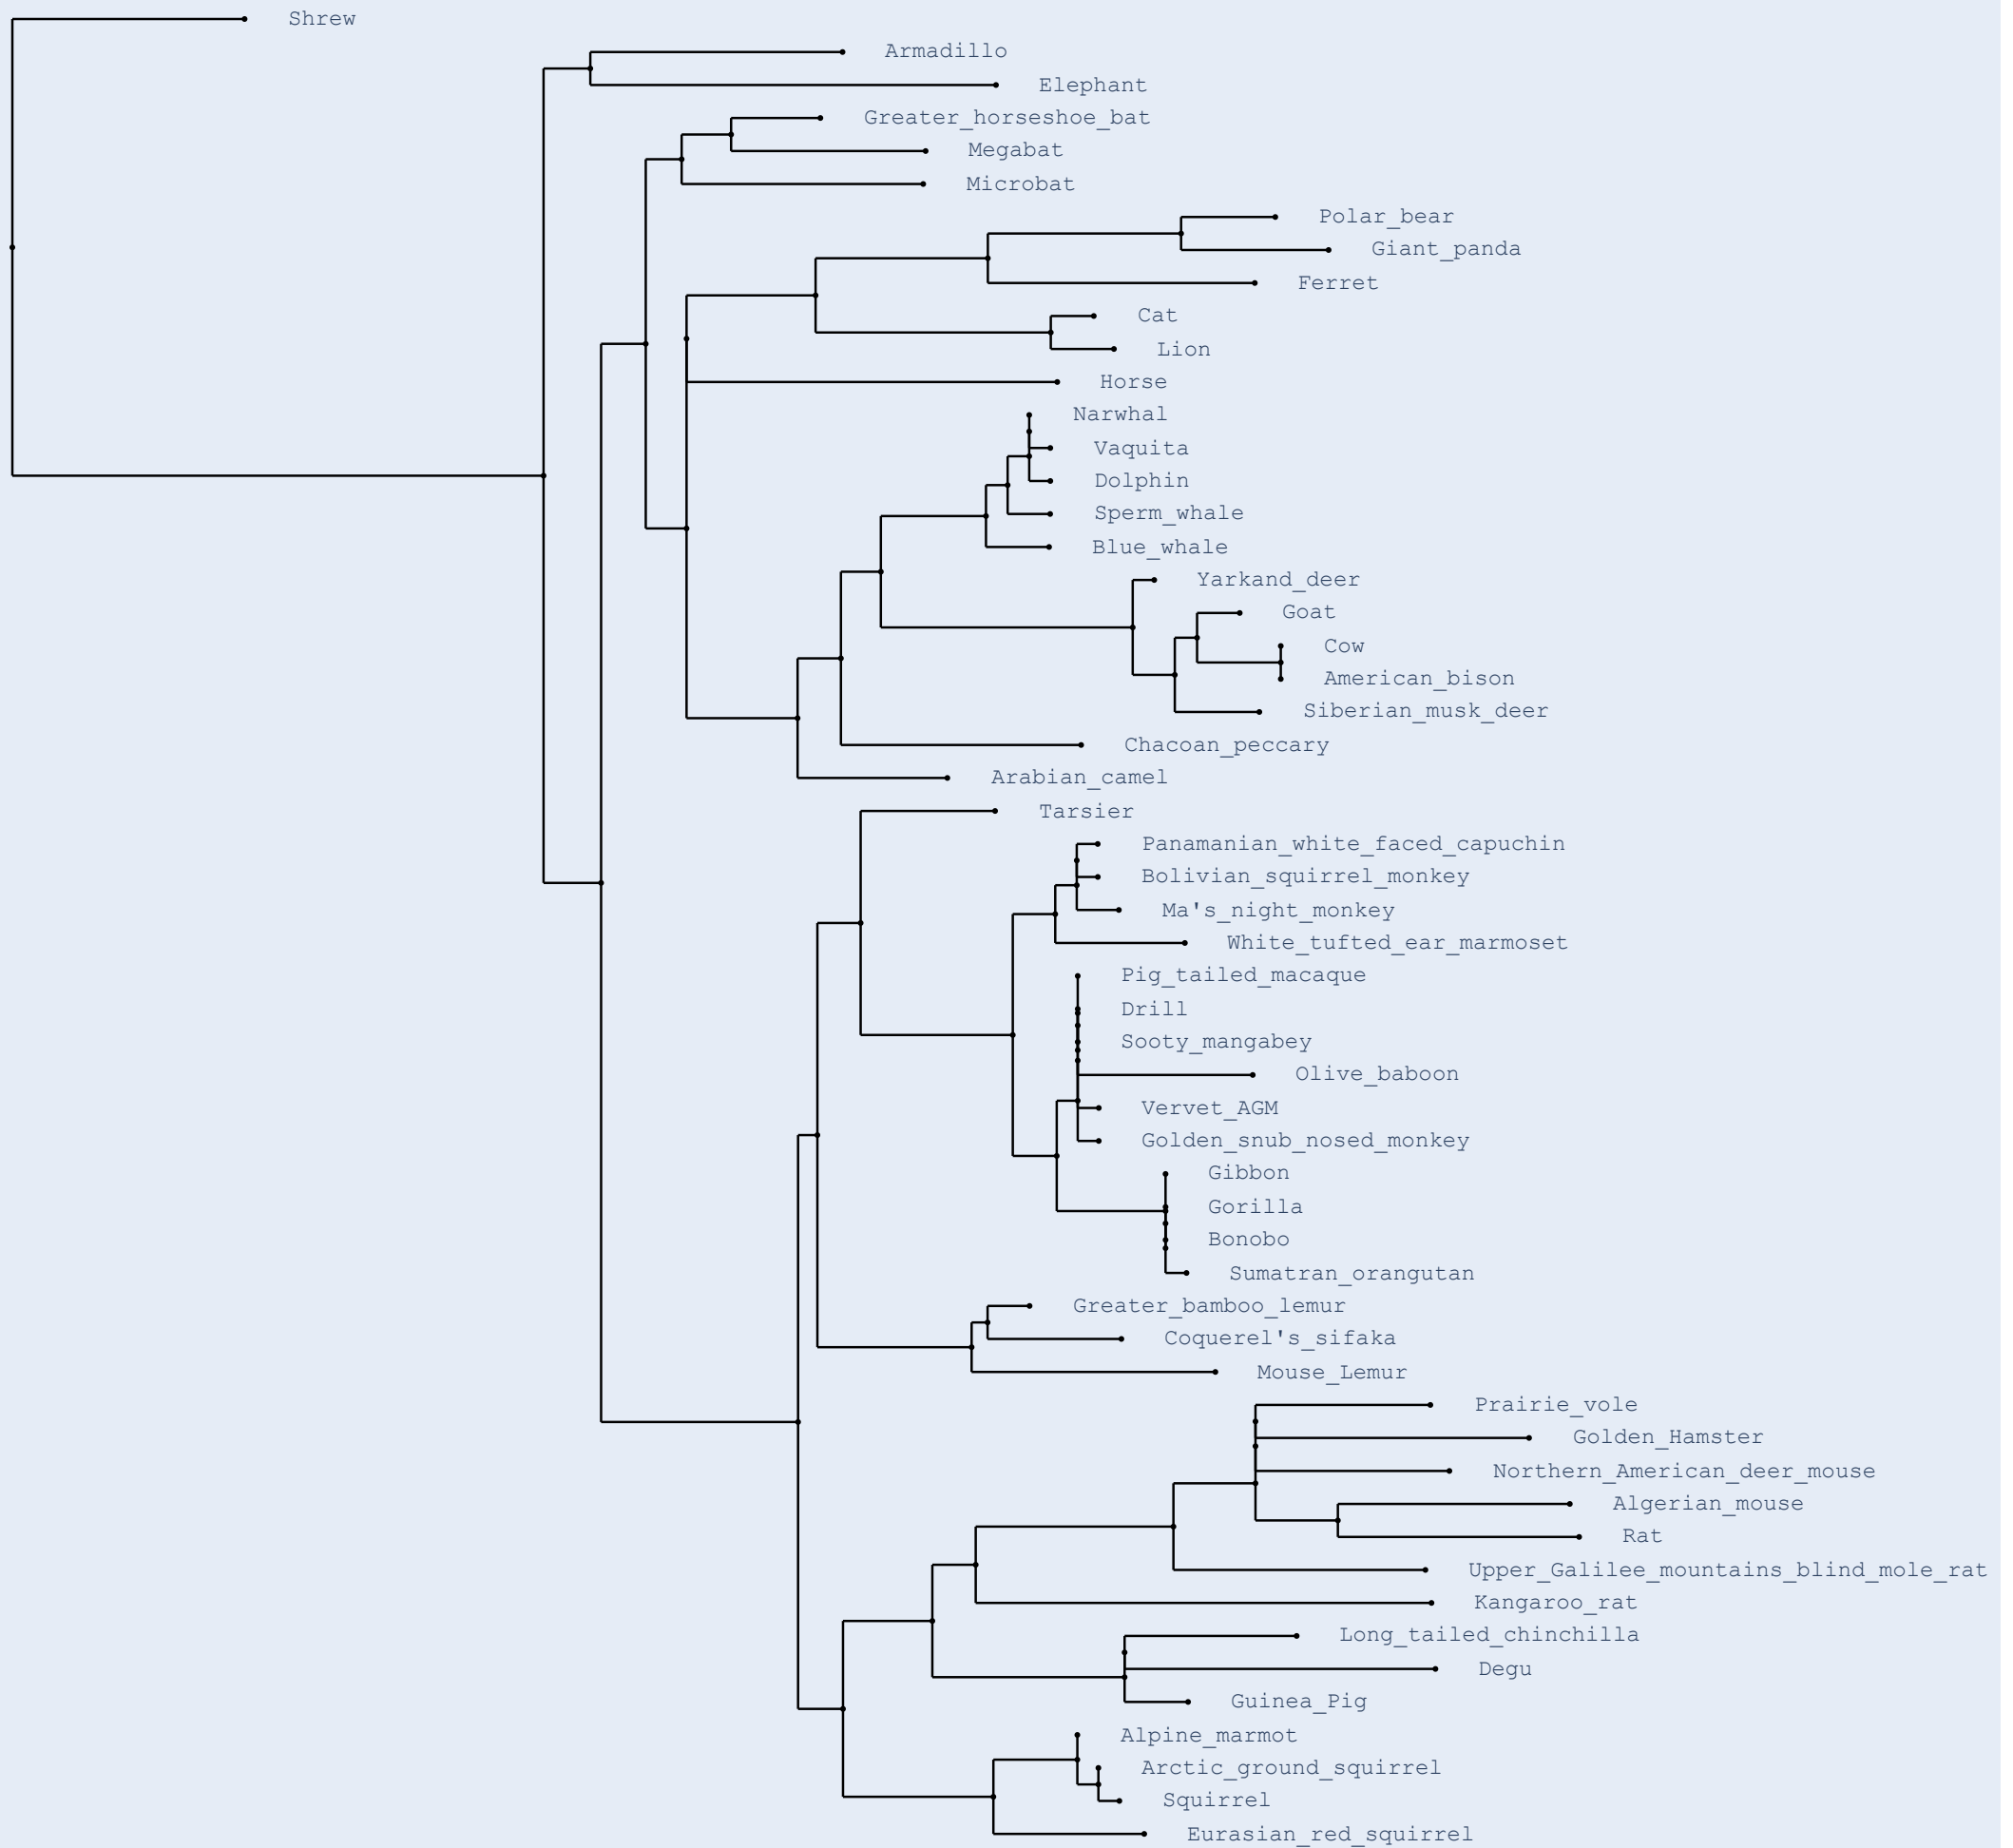 Shrew
Armadillo
Elephant
Greater_horseshoe_bat
Megabat
Microbat
Polar_bear
Giant_panda
Ferret
Cat
Lion
Horse
Narwhal
Vaquita
Dolphin
Sperm_whale
Blue_whale
Yarkand_deer
Goat
Cow
American_bison
Siberian_musk_deer
Chacoan_peccary
Arabian_camel
Tarsier
Panamanian_white_faced_capuchin
Bolivian_squirrel_monkey
Ma's_night_monkey
White_tufted_ear_marmoset
Pig_tailed_macaque
Drill
Sooty_mangabey
Olive_baboon
Vervet_AGM
Golden_snub_nosed_monkey
Gibbon
Gorilla
Bonobo
Sumatran_orangutan
Greater_bamboo_lemur
Coquerel's_sifaka
Mouse_Lemur
Prairie_vole
Golden_Hamster
Northern_American_deer_mouse
Algerian_mouse
Rat
Upper_Galilee_mountains_blind_mole_rat
Kangaroo_rat
Long_tailed_chinchilla
Degu
Guinea_Pig
Alpine_marmot
Arctic_ground_squirrel
Squirrel
Eurasian_red_squirrel